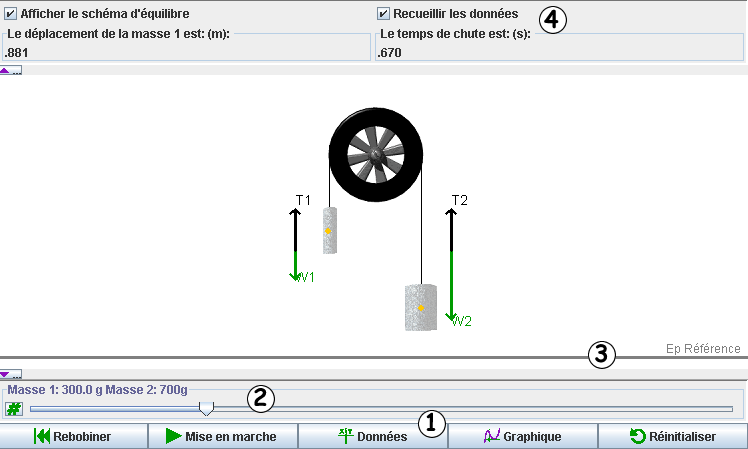 Afficher le schéma d'équilibre
Recueillir les données
4
Le déplacement de la masse 1 est: (m):
Le temps de chute est: (s):
.881
.670
...
T1
T2
W1
W2
Ep Référence
3
...
Masse 1: 300.0 g Masse 2: 700g
2
#
1
Rebobiner
Mise en marche
Données
Graphique
Réinitialiser